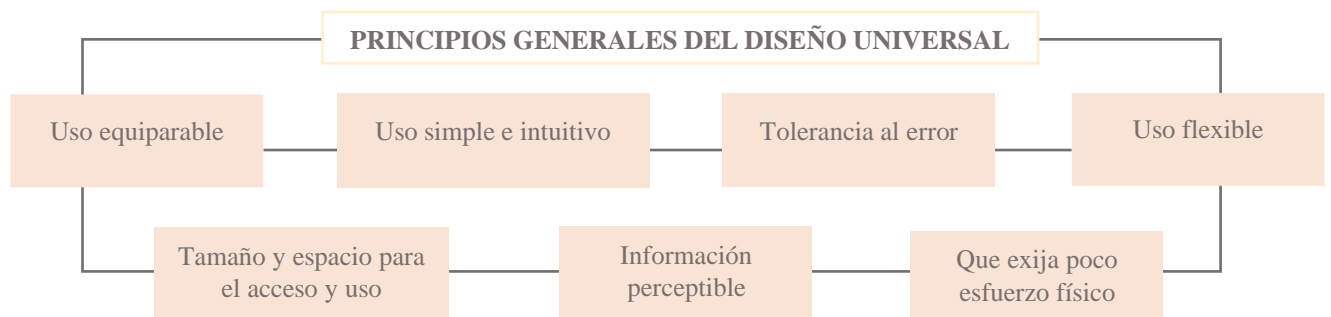 PRINCIPIOS GENERALES DEL DISEÑO UNIVERSAL
Uso equiparable
Uso simple e intuitivo
Tolerancia al error
Uso flexible
Tamaño y espacio para
el acceso y uso
Información
perceptible
Que exija poco
esfuerzo físico